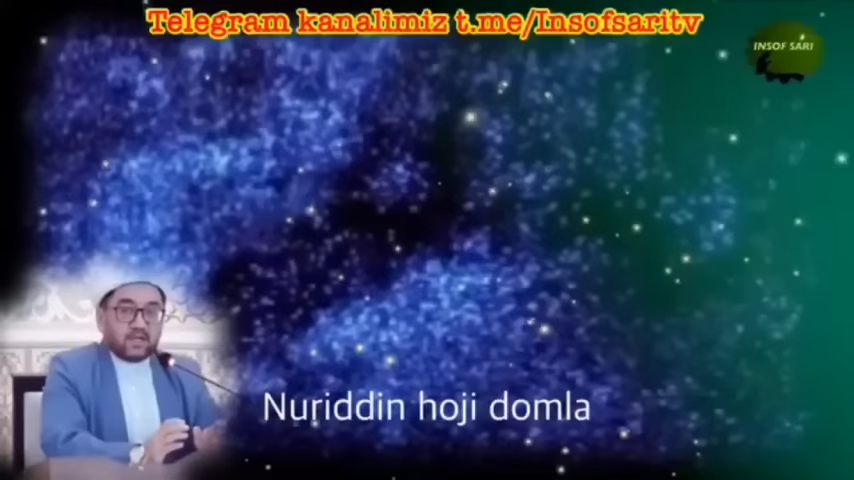 Telegram kanalimiz t.me/Insofsaritv
INSOF SARI
Nuriddin hoji domla